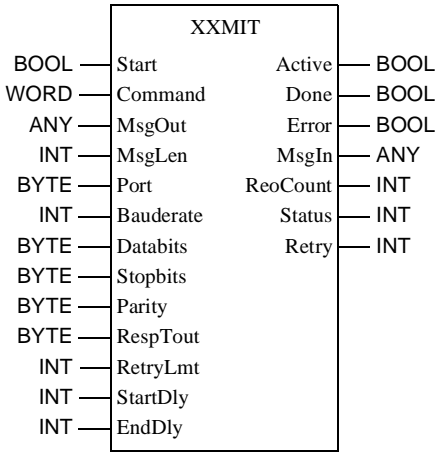 XXMIT
BOOL Start Active BOOL
WORD Command Done BOOL
ANY MsgOut Error BOOL
INT MsgLen MsgIn ANY
BYTE Port ReoCount INT
INT Bauderate Status INT
BYTE Databits Retry INT
BYTE Stopbits
BYTE Parity
BYTE RespTout
INT RetryLmt
INT StartDly
INT EndDly